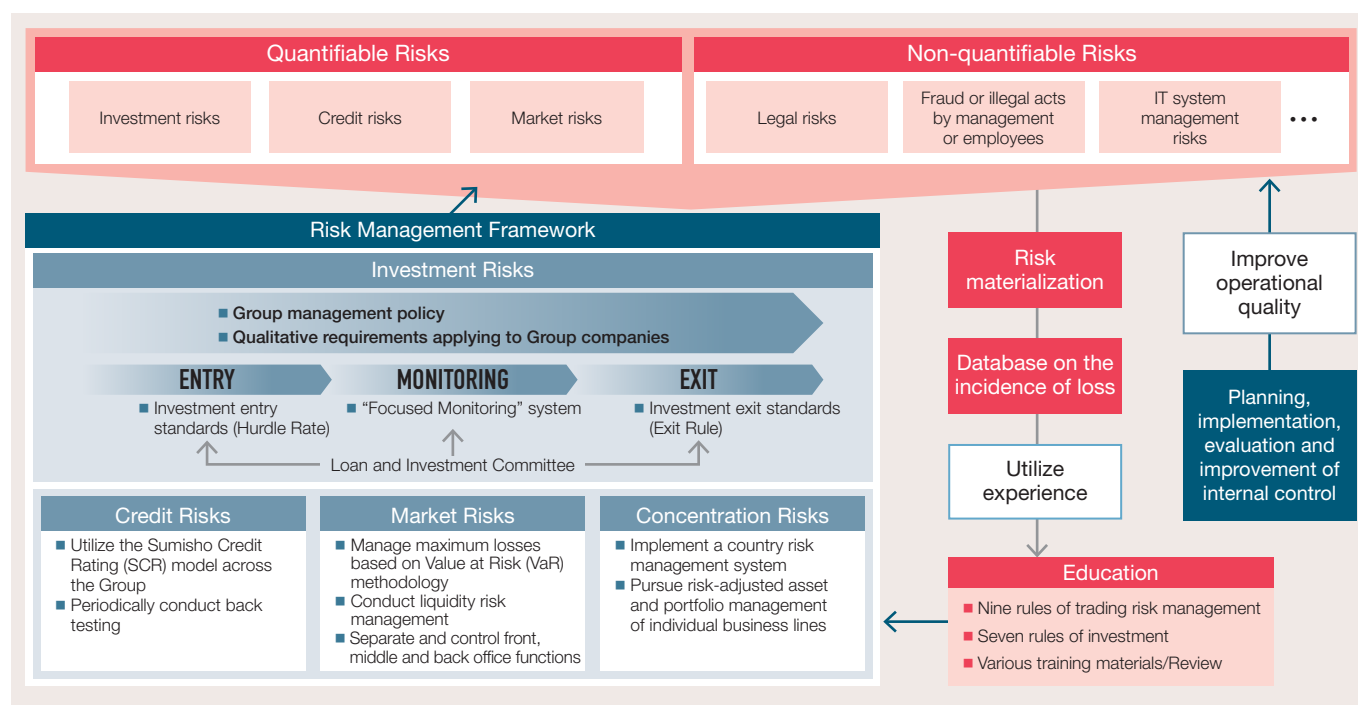 Quantifiable Risks
Investment risks
Credit risks
Market risks
Non-quantifiable Risks
Legal risks
Fraud or illegal acts
by management
or employees
IT system
management
risks
•••
Risk Management Framework
Investment Risks
■ Group management policy
■ Qualitative requirements applying to Group companies
ENTRY
■ Investment entry
standards (Hurdle Rate)
MONITORING
■ “Focused Monitoring” system
EXIT
■ Investment exit standards
(Exit Rule)
Loan and Investment Committee
Credit Risks
■ Utilize the Sumisho Credit
Rating (SCR) model across
the Group
■ Periodically conduct back
testing
Market Risks
■ Manage maximum losses
based on Value at Risk (VaR)
methodology
■ Conduct liquidity risk
management
■ Separate and control front,
middle and back office functions
Concentration Risks
■ Implement a country risk
management system
■ Pursue risk-adjusted asset
and portfolio management
of individual business lines
Risk
materialization
Database on the
incidence of loss
Utilize
experience
Education
■ Nine rules of trading risk management
■ Seven rules of investment
■ Various training materials/Review
Improve
operational
quality
Planning,
implementation,
evaluation and
improvement of
internal control